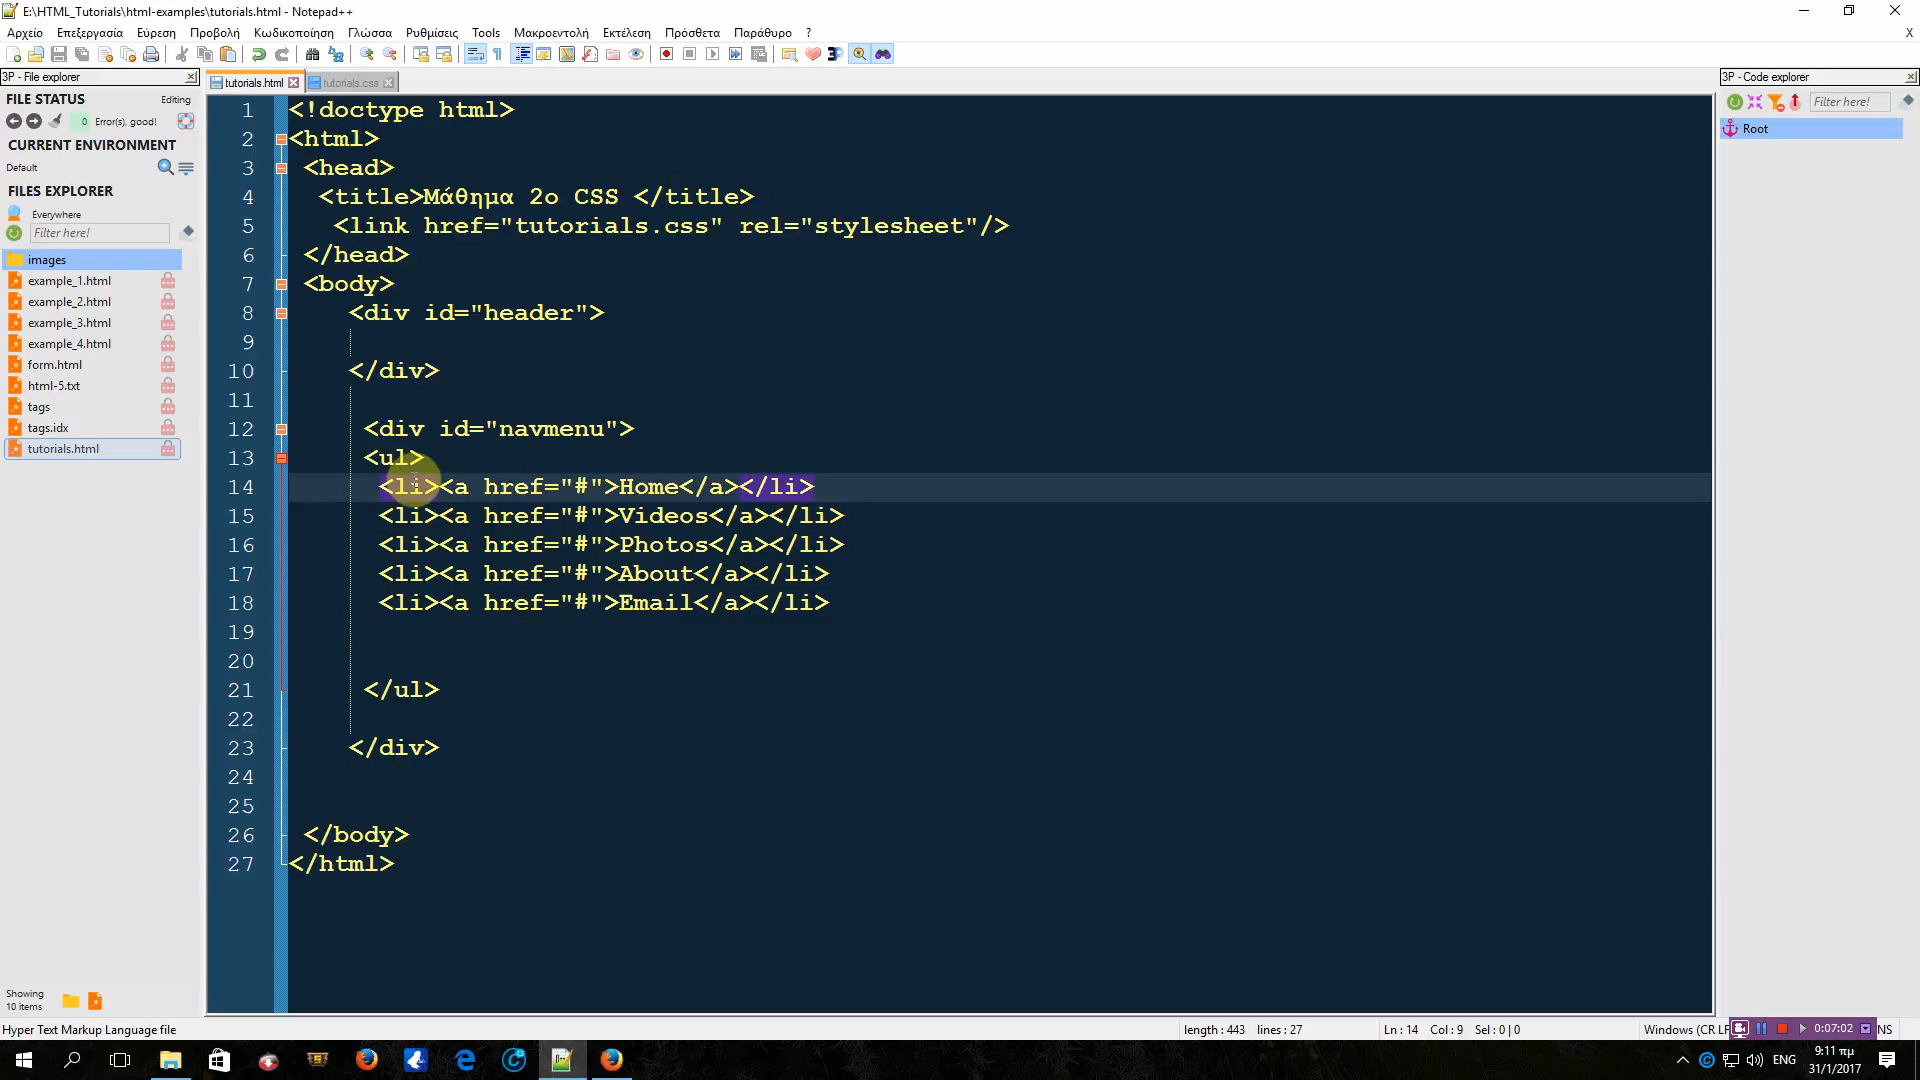 E:\HTML_Tutorials\html-examples\tutorials.html - Notepad++
Αρχείο Επεξεργασία Εύρεση Προβολή Κωδικοποίηση Γλώσσα Ρυθμίσεις Tools Μακροεντολή Εκτέλεση Πρόσθετα Παράθυρο ? X
3P - File explorer
tutorials.html
tutorials.css
3P - Code explorer
FILE STATUS Editing
0 Error(s), good!
Filter here!
CURRENT ENVIRONMENT
Root
Default
FILES EXPLORER
Everywhere
Filter here!
images
example_1.html
example_2.html
example_3.html
example_4.html
form.html
html-5.txt
tags
tags.idx
tutorials.html
Showing
10 items
1 <!doctype html>
2 <html>
3 <head>
4 <title>Μάθημα 2ο CSS </title>
5 <link href="tutorials.css" rel="stylesheet"/>
6 </head>
7 <body>
8 <div id="header">
9
10 </div>
11
12 <div id="navmenu">
13 <ul>
14 <li><a href="#">Home</a></li>
15 <li><a href="#">Videos</a></li>
16 <li><a href="#">Photos</a></li>
17 <li><a href="#">About</a></li>
18 <li><a href="#">Email</a></li>
19
20
21 </ul>
22
23 </div>
24
25
26 </body>
27 </html>
Hyper Text Markup Language file length : 443 lines : 27 Ln : 14 Col : 9 Sel : 0 | 0 Windows (CR LF 0:07:02 NS
ENG
9:11 πμ
31/1/2017